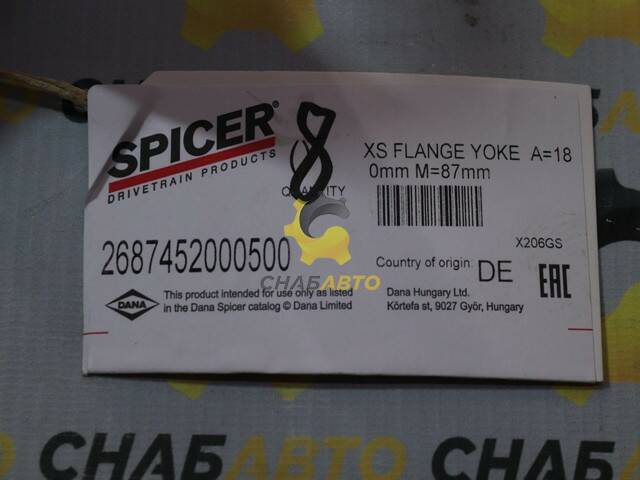 SPICER®
DRIVETRAIN PRODUCTS
8
QUANTITY
XS FLANGE YOKE A=18
0mm M=87mm
X206GS
2687452000500
Country of origin: DE
EAC
DANA
This product intended for use only as listed
in the Dana Spicer catalog © Dana Limited
Dana Hungary Ltd.
Körtefa st, 9027 Györ, Hungary
СНАБАВТО
СНАБАВТО
СНАБАВТО